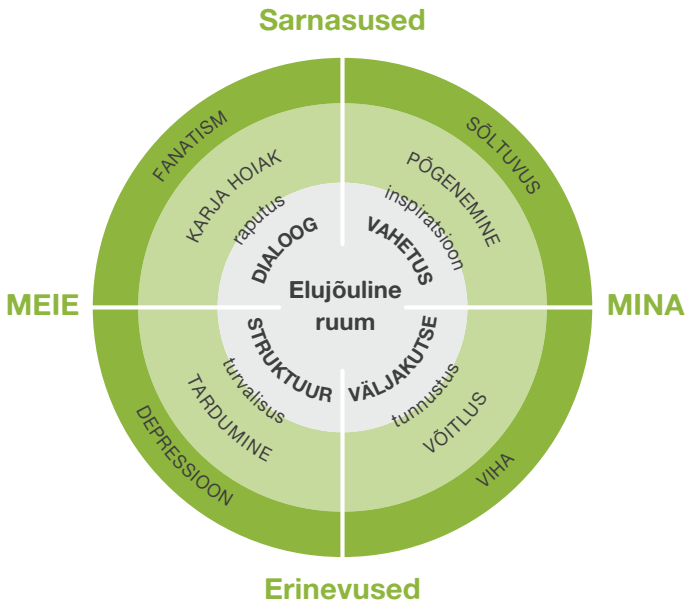 Sarnasused
FANATISM
SÕLTUVUS
KARJA HOIAK
PÕGENEMINE
raputus
inspiratsioon
DIALOOG
VAHETUS
MEIE
Elujõuline
ruum
MINA
STRUKTUUR
VÄLJAKUTSE
turvalisus
tunnustus
TARDUMINE
VÕITLUS
DEPRESSIOON
VIHA
Erinevused